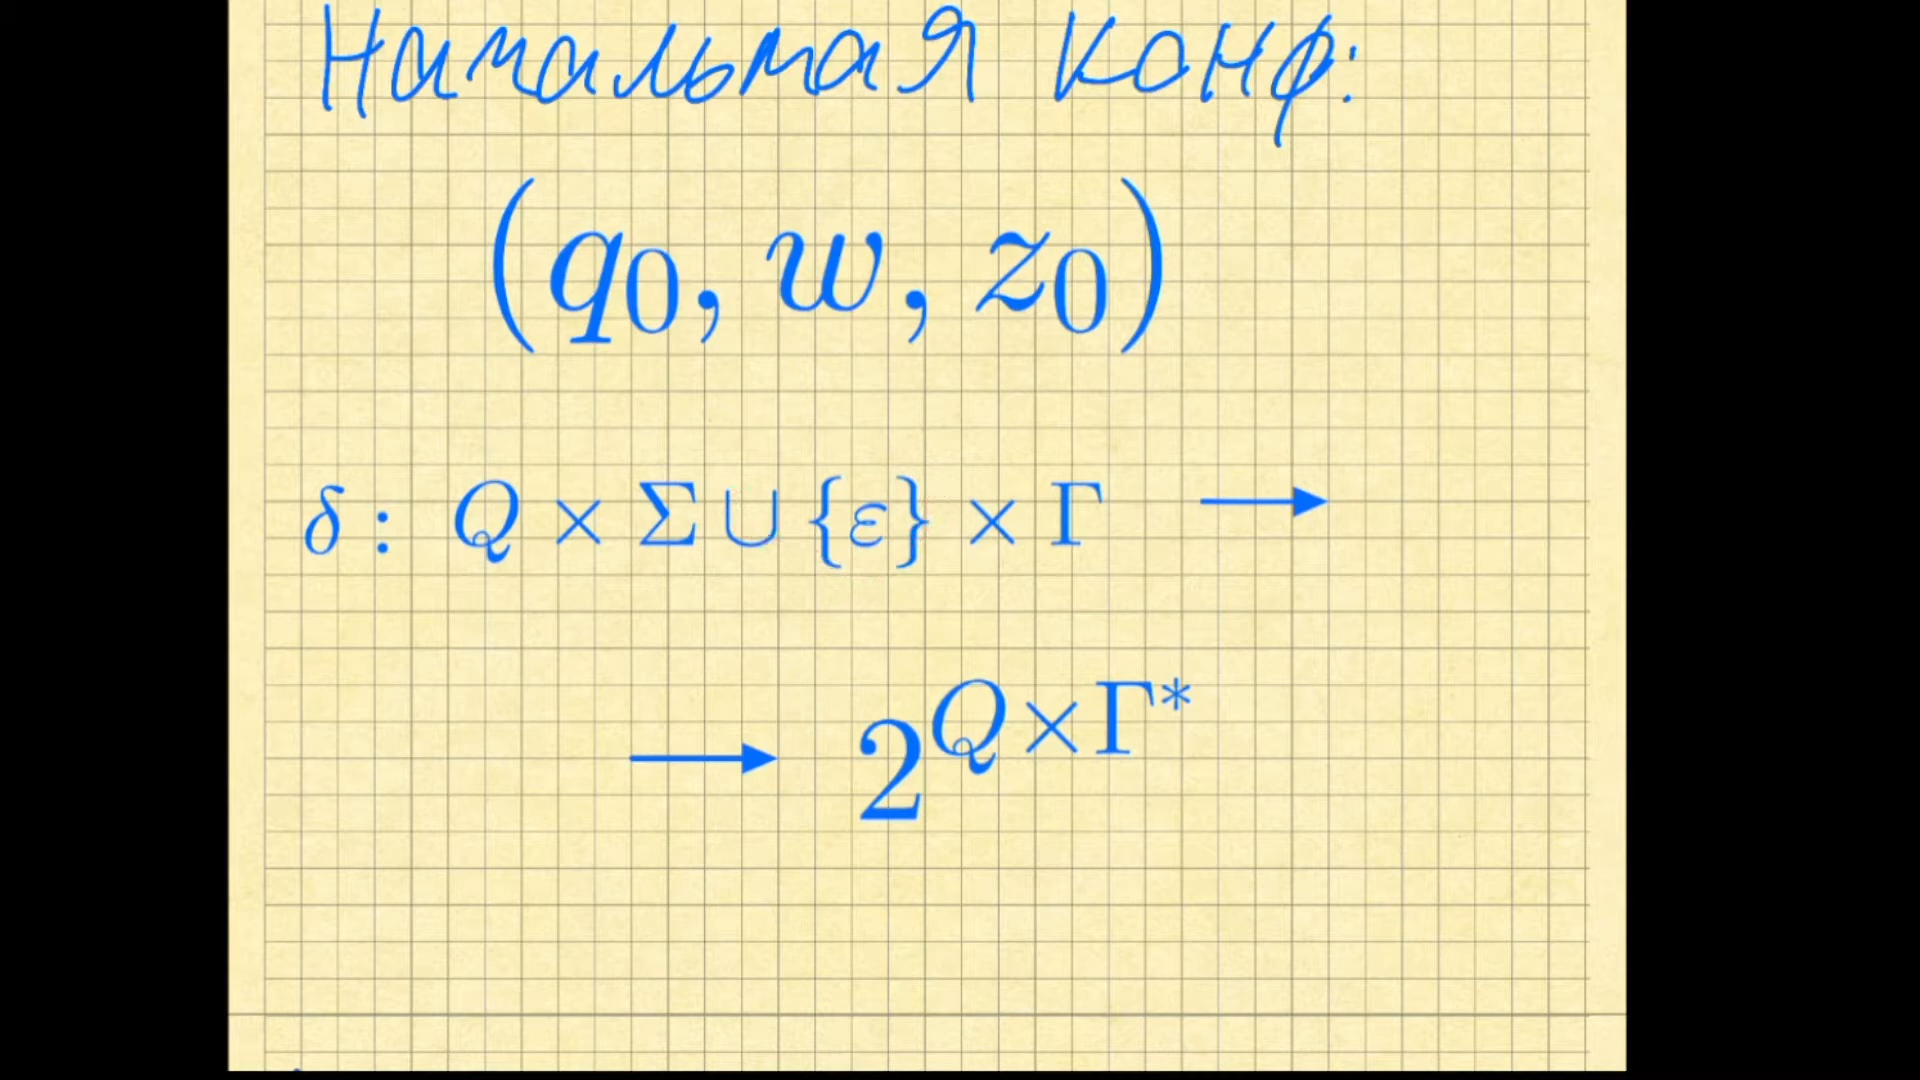 Начальная конф:
(q₀, w, z₀)
δ : Q × Σ ∪ {ε} × Γ →
→ 2^{Q×Γ*}